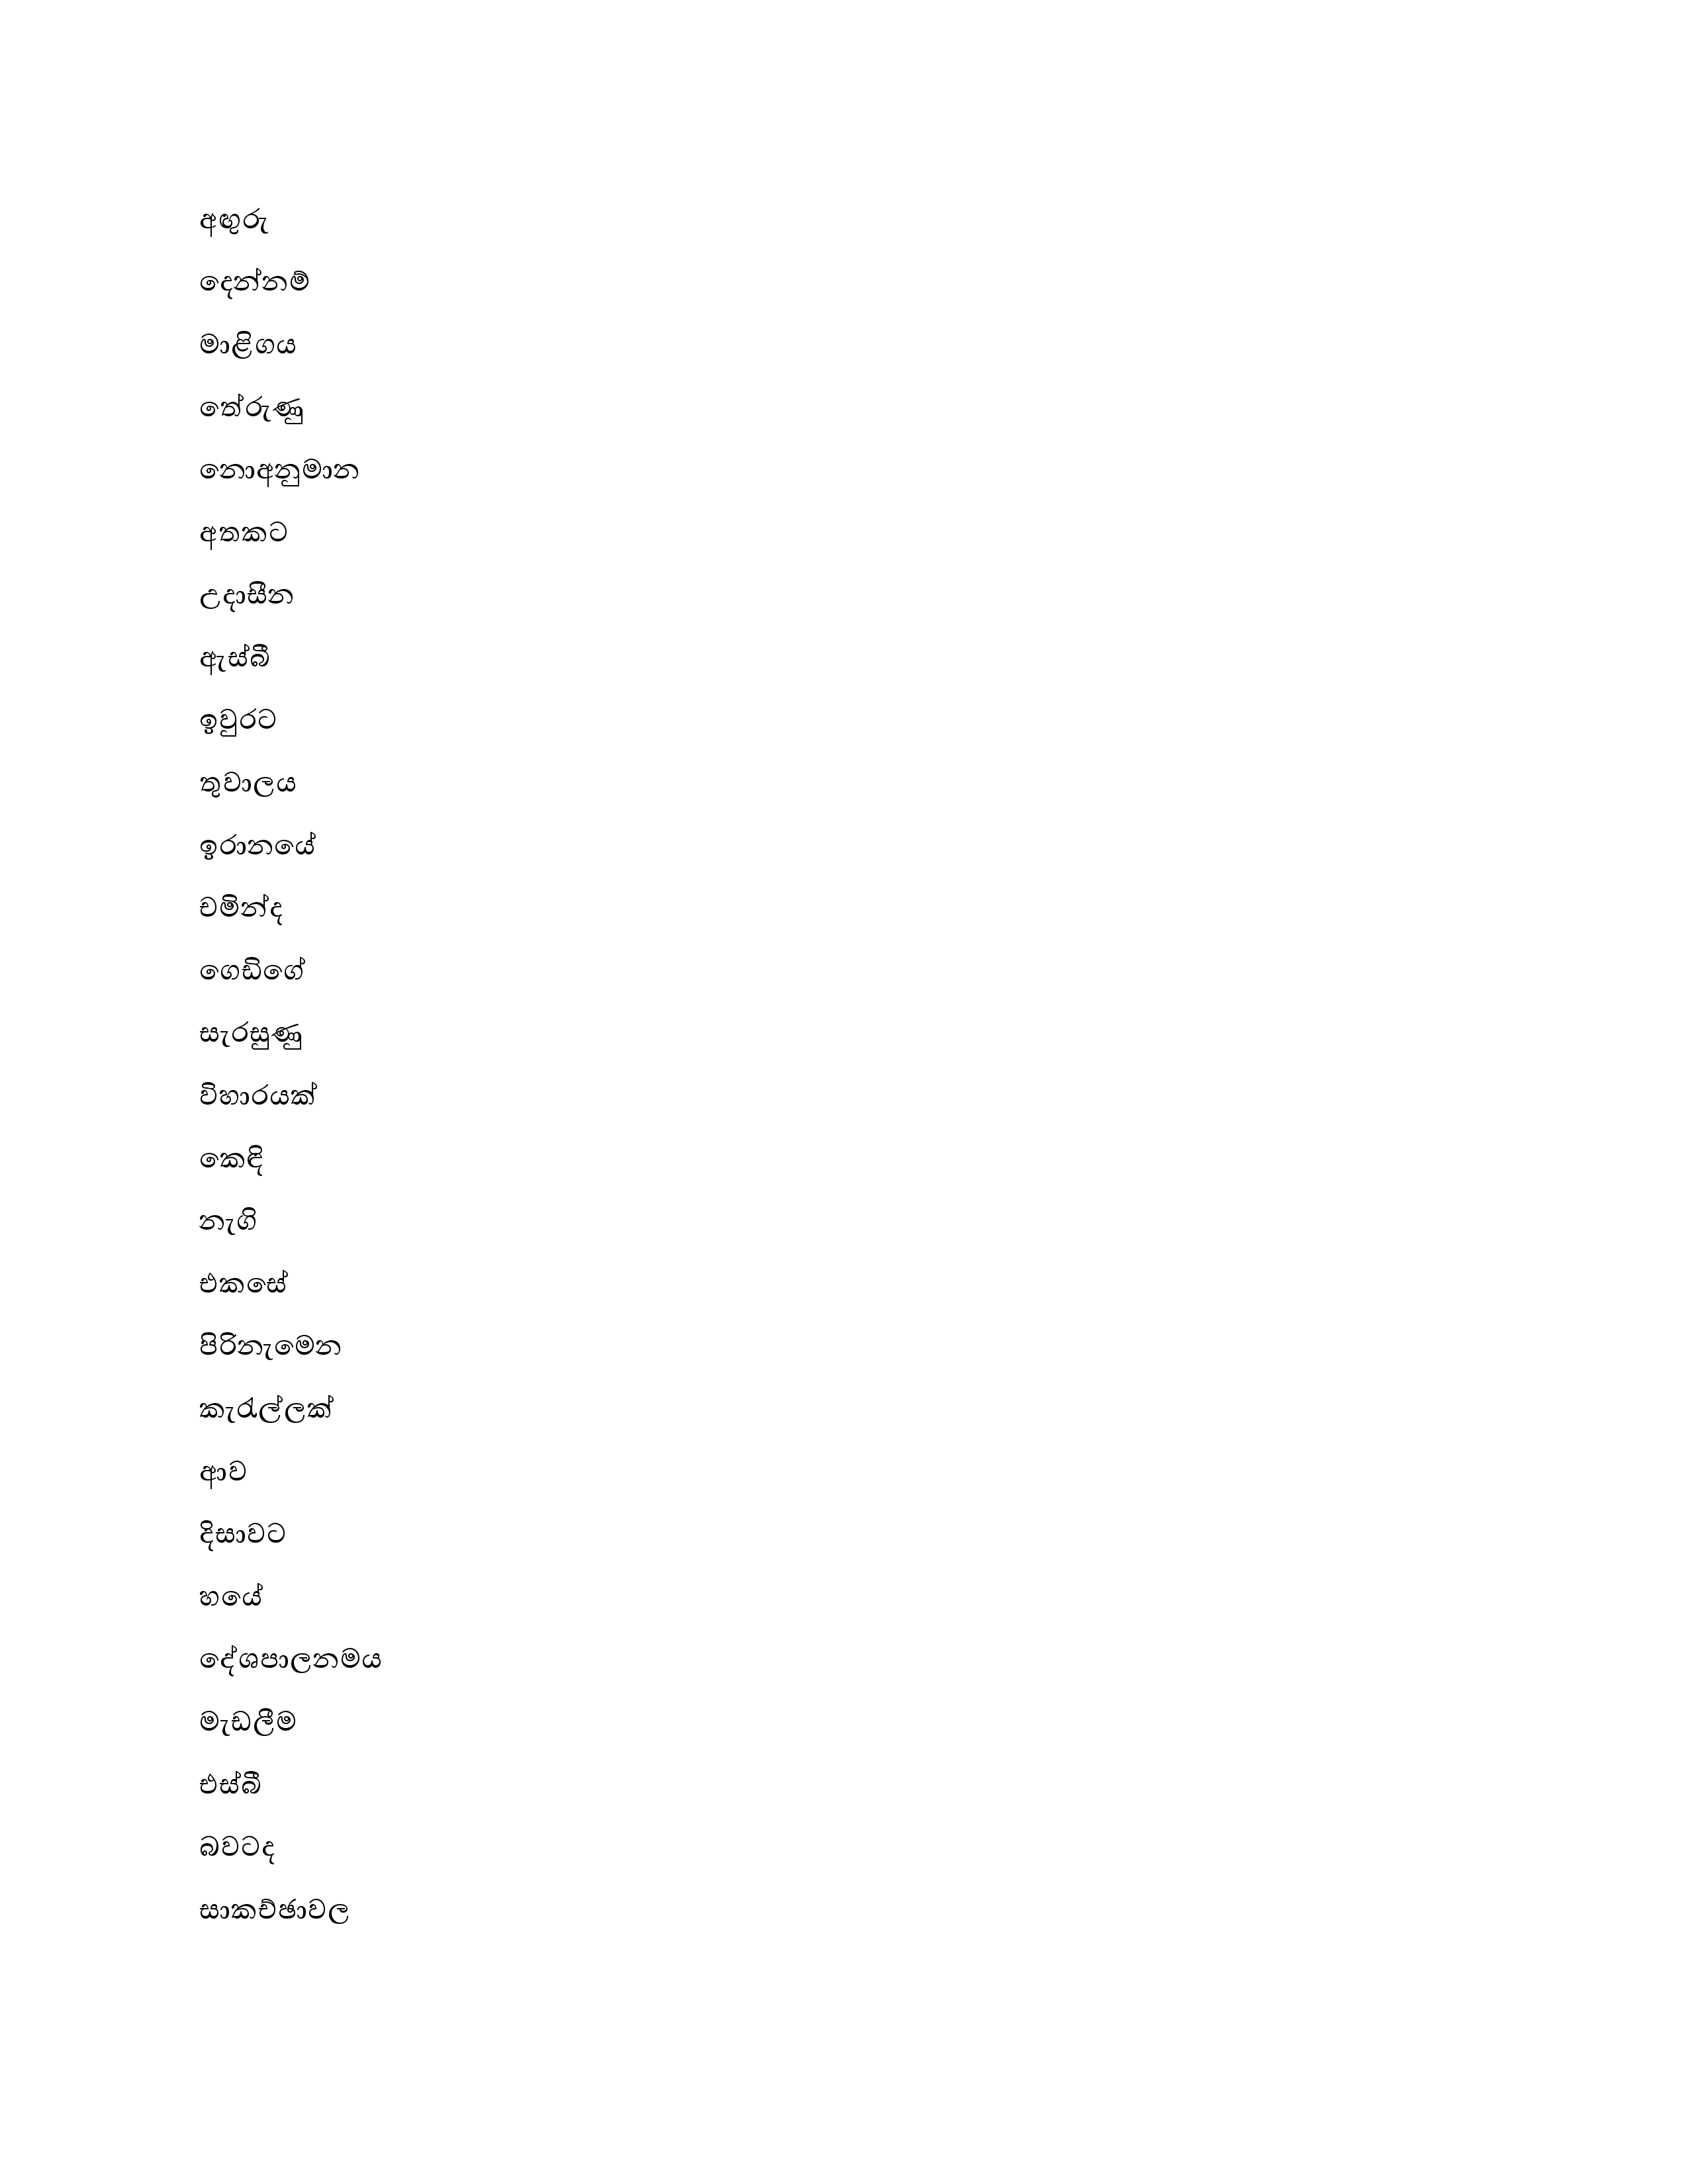 අඟුරු
දෙන්නම්
මාළිගය
තේරුණු
නොඅනුමාන
අතකට
උදාසීන
ඇස්බී
ඉවුරට
තුවාලය
ඉරානයේ
චමින්ද
ගෙඩිගේ
සැරසුණු
විහාරයක්
කෙඳි
නැගි
එකසේ
පිරිනැමෙන
කැරැල්ලක්
ආව
දිසාවට
හයේ
දේශපාලනමය
මැඩලීම
එස්බී
බවටද
සාකච්ඡාවල